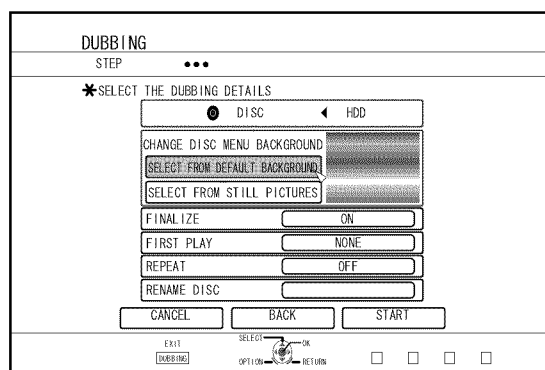 DUBBING
STEP
SELECT THE DUBBING DETAILS
DISC HDD
CHANGE DISC MENU BACKGROUND
SELECT FROM DEFAULT BACKGROUND
SELECT FROM STILL PICTURES
FINALIZE ON
FIRST PLAY NONE
REPEAT OFF
RENAME DISC
CANCEL BACK START
EXIT
DUBBING
SELECT OK
OPTION RETURN